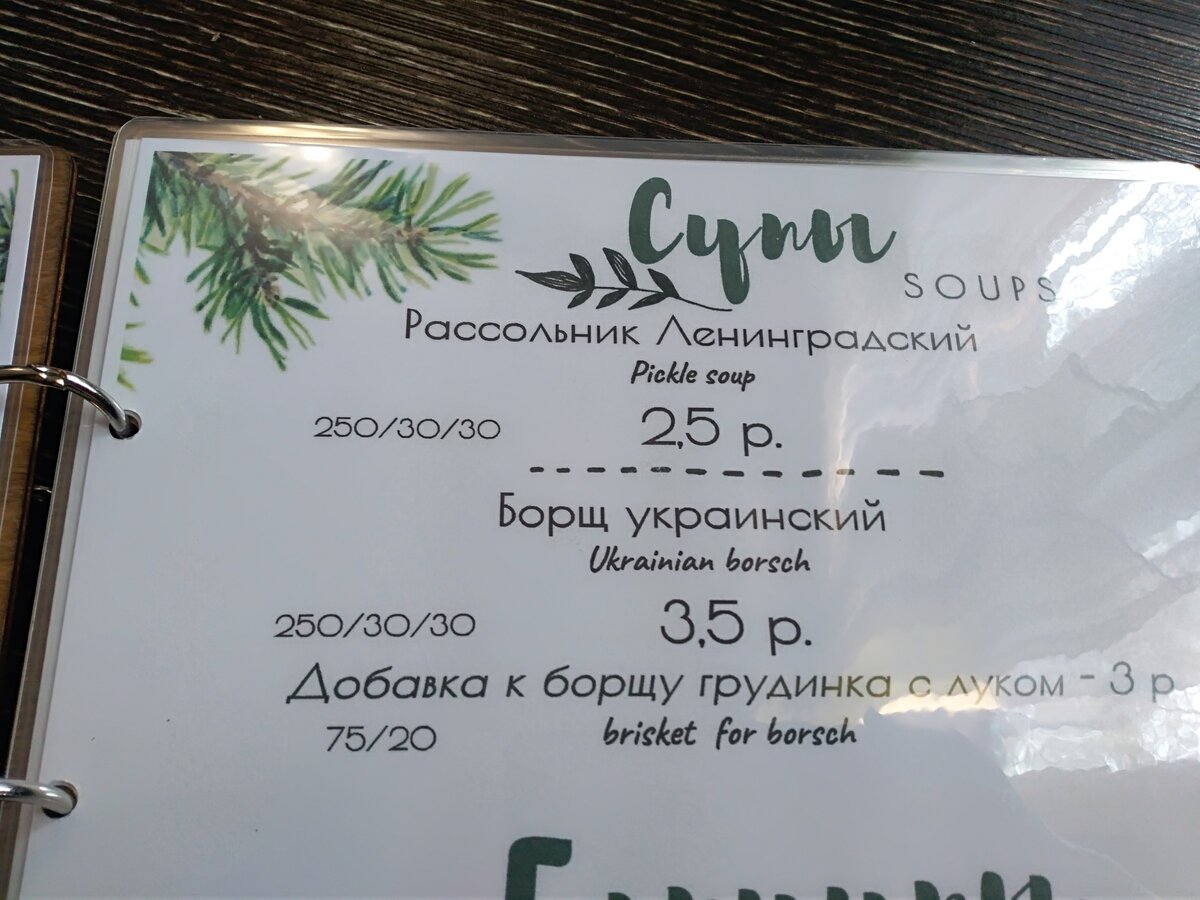 Супы
SOUPS
Рассольник Ленинградский
Pickle soup
250/30/30 2,5 р.
Борщ украинский
Ukrainian borsch
250/30/30 3,5 р.
Добавка к борщу грудинка с луком - 3 р
75/20 brisket for borsch